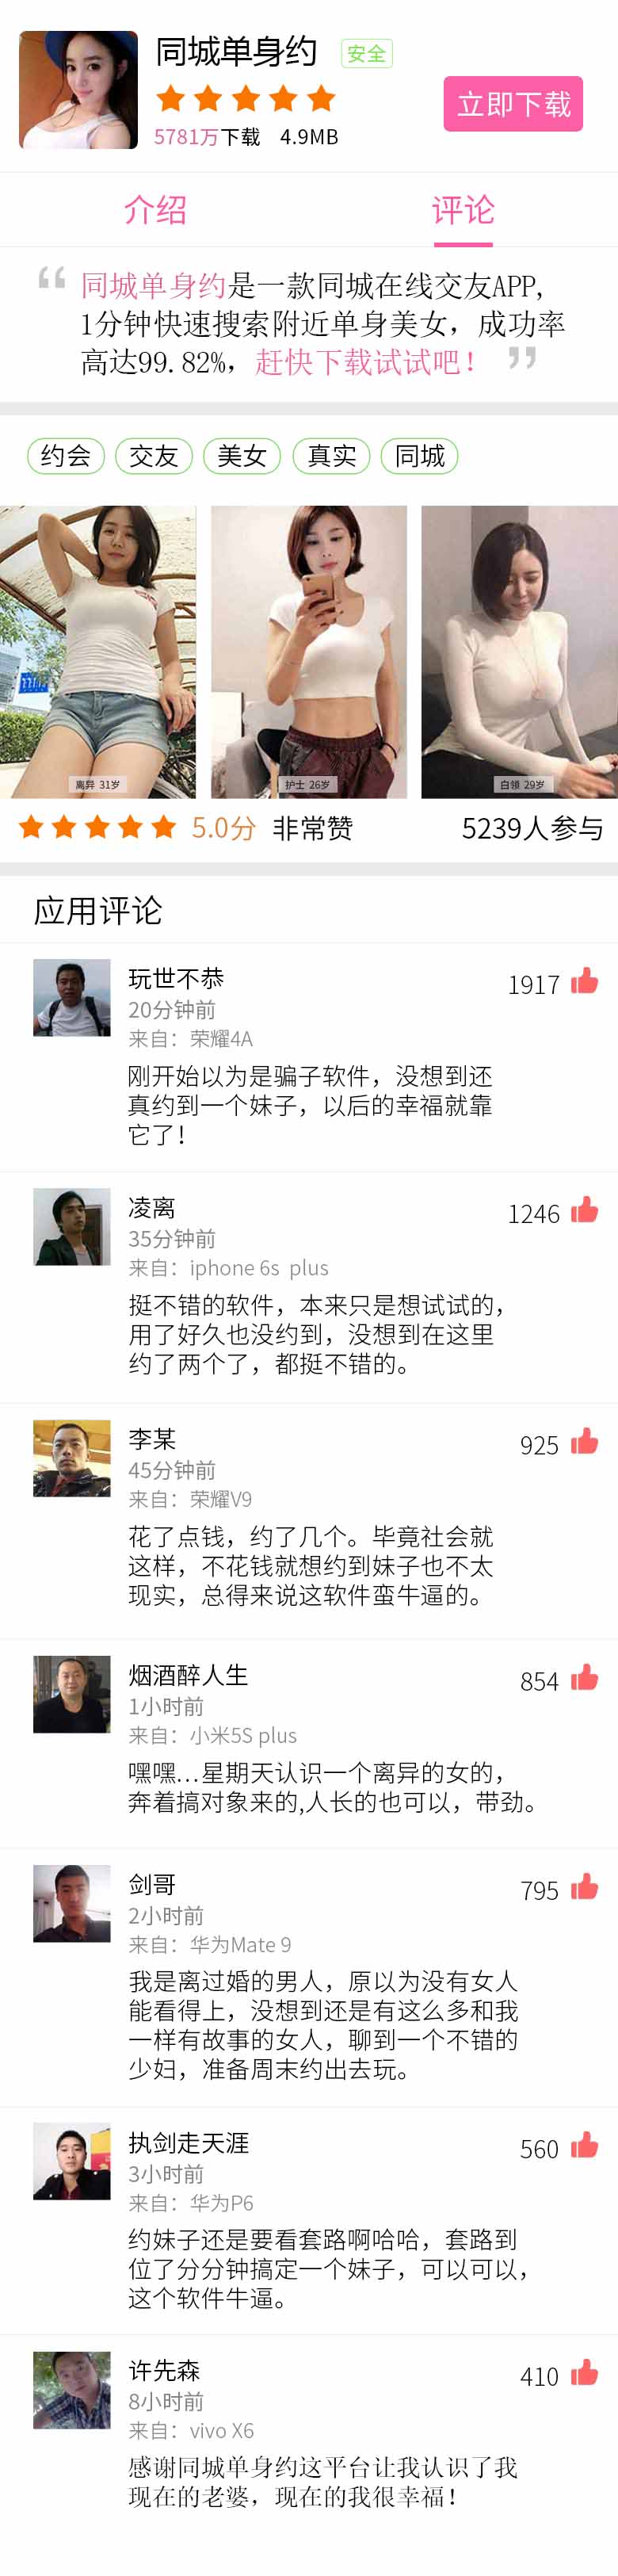 同城单身约 安全
5781万下载 4.9MB
立即下载
介绍 评论
“同城单身约是一款同城在线交友APP,
1分钟快速搜索附近单身美女，成功率
高达99.82%，赶快下载试试吧！”
约会 交友 美女 真实 同城
离异 31岁 护士 26岁 白领 29岁
5.0分 非常赞 5239人参与
应用评论
玩世不恭 1917
20分钟前
来自：荣耀4A
刚开始以为是骗子软件，没想到还
真约到一个妹子，以后的幸福就靠
它了！
凌离 1246
35分钟前
来自：iphone 6s plus
挺不错的软件，本来只是想试试的，
用了好久也没约到，没想到在这里
约了两个了，都挺不错的。
李某 925
45分钟前
来自：荣耀V9
花了点钱，约了几个。毕竟社会就
这样，不花钱就想约到妹子也不太
现实，总得来说这软件蛮牛逼的。
烟酒醉人生 854
1小时前
来自：小米5S plus
嘿嘿...星期天认识一个离异的女的，
奔着搞对象来的,人长的也可以，带劲。
剑哥 795
2小时前
来自：华为Mate 9
我是离过婚的男人，原以为没有女人
能看得上，没想到还是有这么多和我
一样有故事的女人，聊到一个不错的
少妇，准备周末约出去玩。
执剑走天涯 560
3小时前
来自：华为P6
约妹子还是要看套路啊哈哈，套路到
位了分分钟搞定一个妹子，可以可以，
这个软件牛逼。
许先森 410
8小时前
来自：vivo X6
感谢同城单身约这平台让我认识了我
现在的老婆，现在的我很幸福！